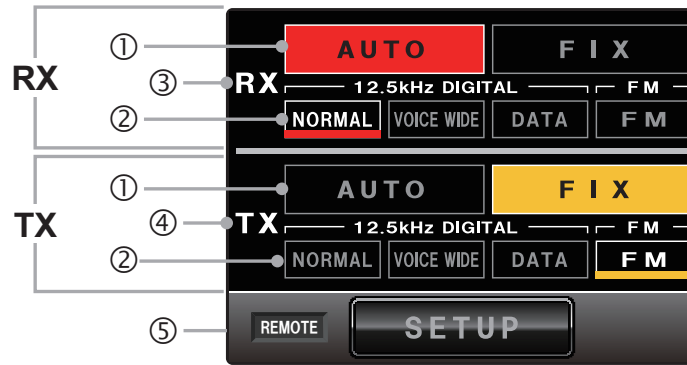 ① AUTO FIX
RX ③ RX 12.5kHz DIGITAL FM
② NORMAL VOICE WIDE DATA FM
① AUTO FIX
TX ④ TX 12.5kHz DIGITAL FM
② NORMAL VOICE WIDE DATA FM
⑤ REMOTE SETUP